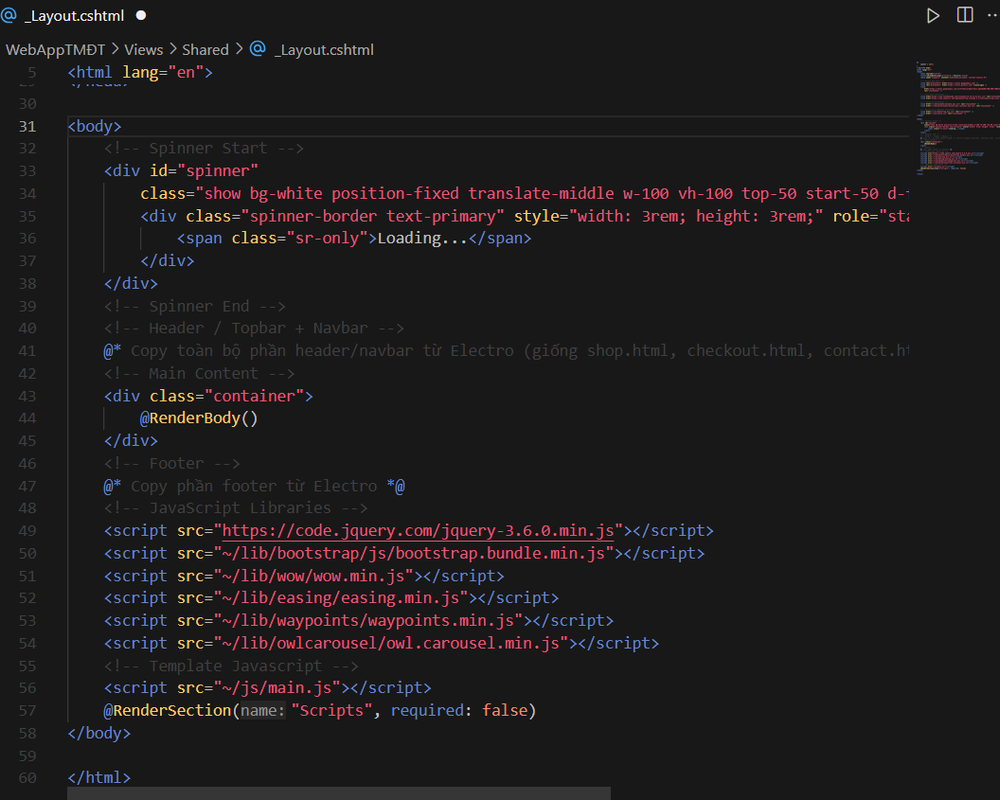 @ _Layout.cshtml ●
WebAppTMĐT > Views > Shared > @ _Layout.cshtml
5 <html lang="en">
29 </head>
30
31 <body>
32 <!-- Spinner Start -->
33 <div id="spinner"
34 class="show bg-white position-fixed translate-middle w-100 vh-100 top-50 start-50
35 <div class="spinner-border text-primary" style="width: 3rem; height: 3rem;" role="sta
36 <span class="sr-only">Loading...</span>
37 </div>
38 </div>
39 <!-- Spinner End -->
40 <!-- Header / Topbar + Navbar -->
41 @* Copy toàn bộ phần header/navbar từ Electro (giống shop.html, checkout.html, contact.ht
42 <!-- Main Content -->
43 <div class="container">
44 @RenderBody()
45 </div>
46 <!-- Footer -->
47 @* Copy phần footer từ Electro *@
48 <!-- JavaScript Libraries -->
49 <script src="https://code.jquery.com/jquery-3.6.0.min.js"></script>
50 <script src="~/lib/bootstrap/js/bootstrap.bundle.min.js"></script>
51 <script src="~/lib/wow/wow.min.js"></script>
52 <script src="~/lib/easing/easing.min.js"></script>
53 <script src="~/lib/waypoints/waypoints.min.js"></script>
54 <script src="~/lib/owlcarousel/owl.carousel.min.js"></script>
55 <!-- Template Javascript -->
56 <script src="~/js/main.js"></script>
57 @RenderSection(name: "Scripts", required: false)
58 </body>
59
60 </html>